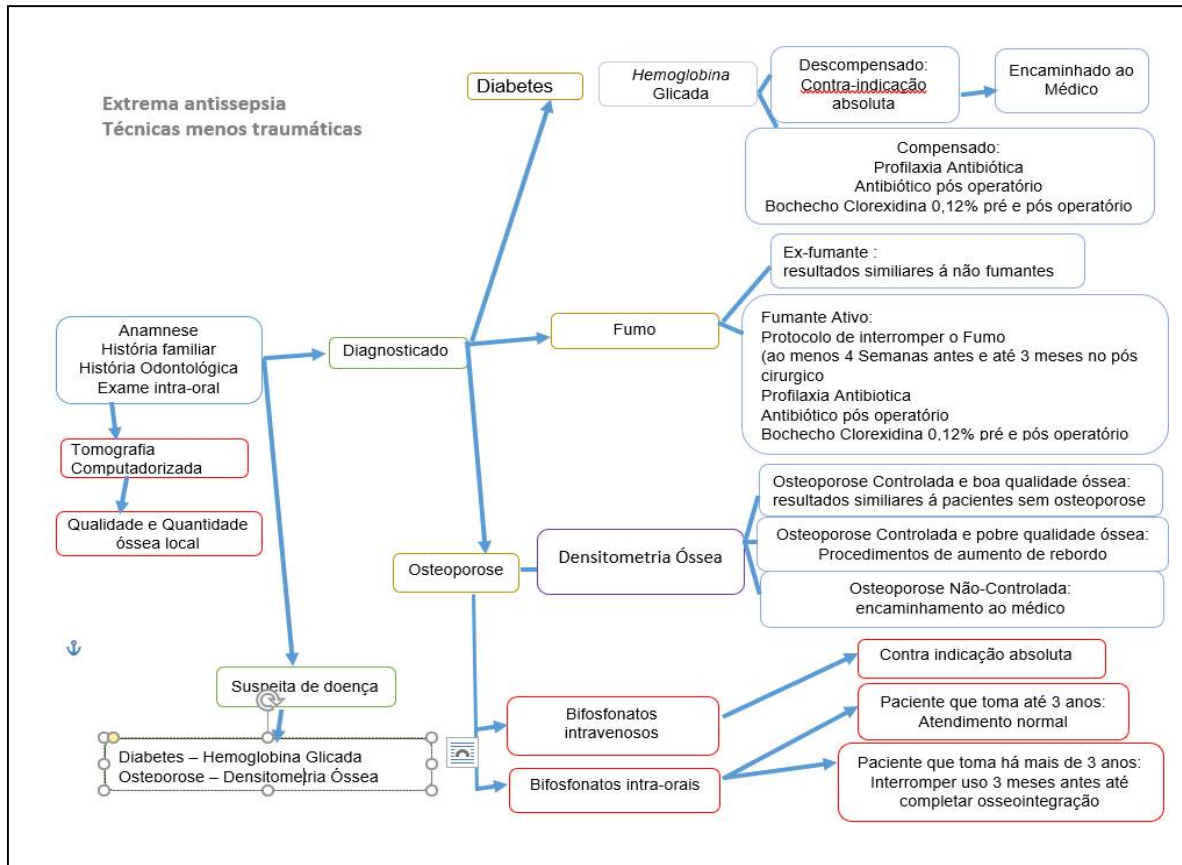 Extrema antissepsia
Técnicas menos traumáticas
Diabetes
Hemoglobina
Glicada
Descompensado:
Contra-indicação
absoluta
Encaminhado ao
Médico
Compensado:
Profilaxia Antibiótica
Antibiótico pós operatório
Bochecho Clorexidina 0,12% pré e pós operatório
Ex-fumante :
resultados similiares á não fumantes
Fumo
Fumante Ativo:
Protocolo de interromper o Fumo
(ao menos 4 Semanas antes e até 3 meses no pós
cirurgico
Profilaxia Antibiotica
Antibiótico pós operatório
Bochecho Clorexidina 0,12% pré e pós operatório
Anamnese
História familiar
História Odontológica
Exame intra-oral
Diagnosticado
Tomografia
Computadorizada
Qualidade e Quantidade
óssea local
Osteoporose
Densitometria Óssea
Osteoporose Controlada e boa qualidade óssea:
resultados similiares á pacientes sem osteoporose
Osteoporose Controlada e pobre qualidade óssea:
Procedimentos de aumento de rebordo
Osteoporose Não-Controlada:
encaminhamento ao médico
Suspeita de doença
Diabetes – Hemoglobina Glicada
Osteoporose – Densitometria Óssea
Bifosfonatos
intravenosos
Contra indicação absoluta
Bifosfonatos intra-orais
Paciente que toma até 3 anos:
Atendimento normal
Paciente que toma há mais de 3 anos:
Interromper uso 3 meses antes até
completar osseointegração